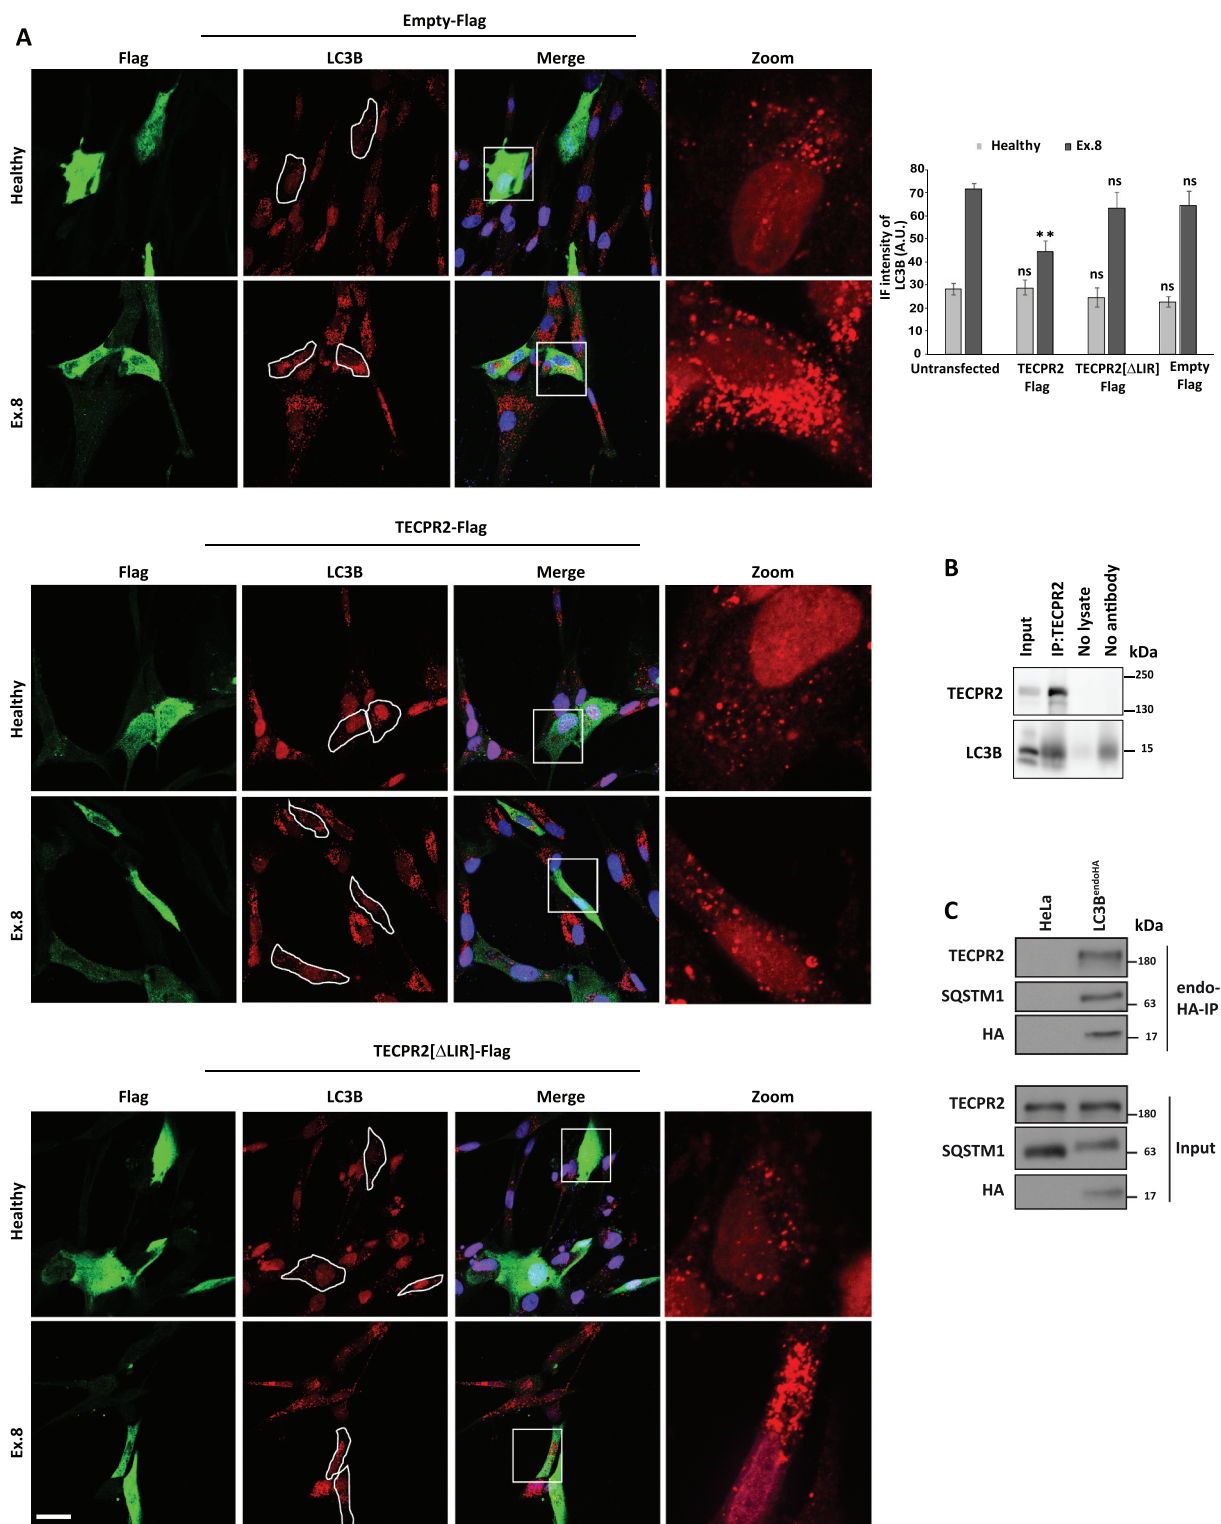 A
Empty-Flag
Flag LC3B Merge Zoom
Healthy
Ex.8
Healthy Ex.8
IF intensity of
LC3B (A.U.)
80
70
60
50
40
30
20
10
0
ns ** ns ns ns ns
Untransfected TECPR2 TECPR2[ΔLIR] Empty
Flag Flag Flag
TECPR2-Flag
Flag LC3B Merge Zoom
Healthy
Ex.8
B
Input IP:TECPR2 No lysate No antibody kDa
TECPR2 250
130
LC3B 15
C
HeLa LC3BendoHA kDa
TECPR2 180
SQSTM1 63
HA 17
endo-
HA-IP
TECPR2 180
SQSTM1 63
HA 17
Input
TECPR2[ΔLIR]-Flag
Flag LC3B Merge Zoom
Healthy
Ex.8